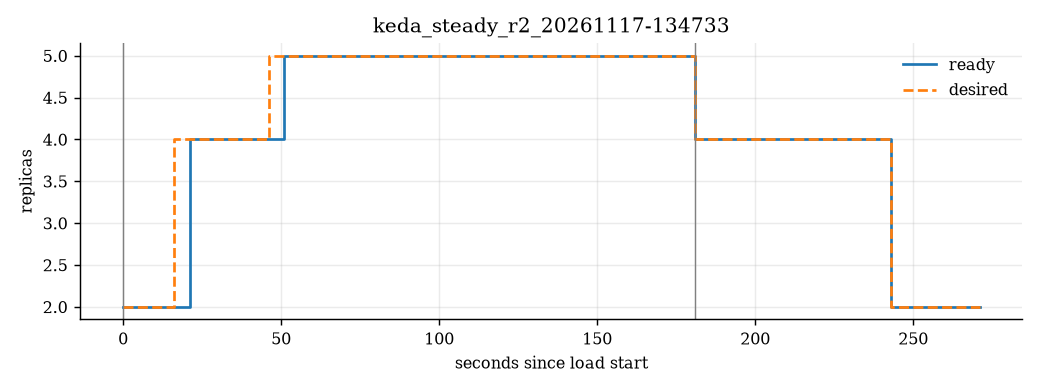 keda_steady_r2_20261117-134733
5.0
4.5
4.0
3.5
3.0
2.5
2.0
replicas
ready
desired
0 50 100 150 200 250
seconds since load start